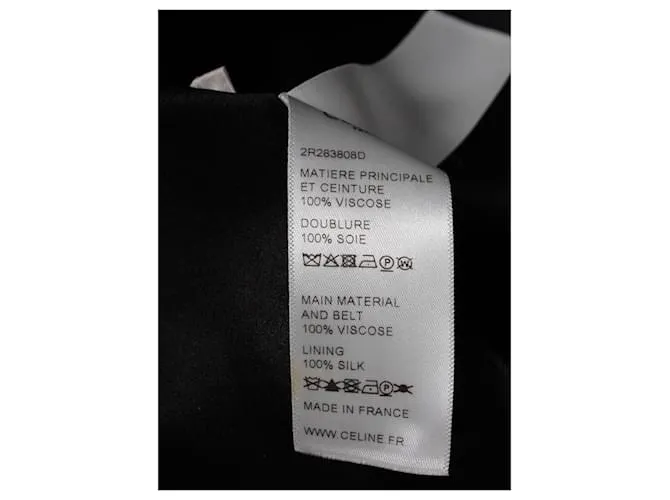 2R283808D
MATIERE PRINCIPALE
ET CEINTURE
100% VISCOSE
DOUBLURE
100% SOIE
P W
MAIN MATERIAL
AND BELT
100% VISCOSE
LINING
100% SILK
P
MADE IN FRANCE
WWW.CELINE.FR